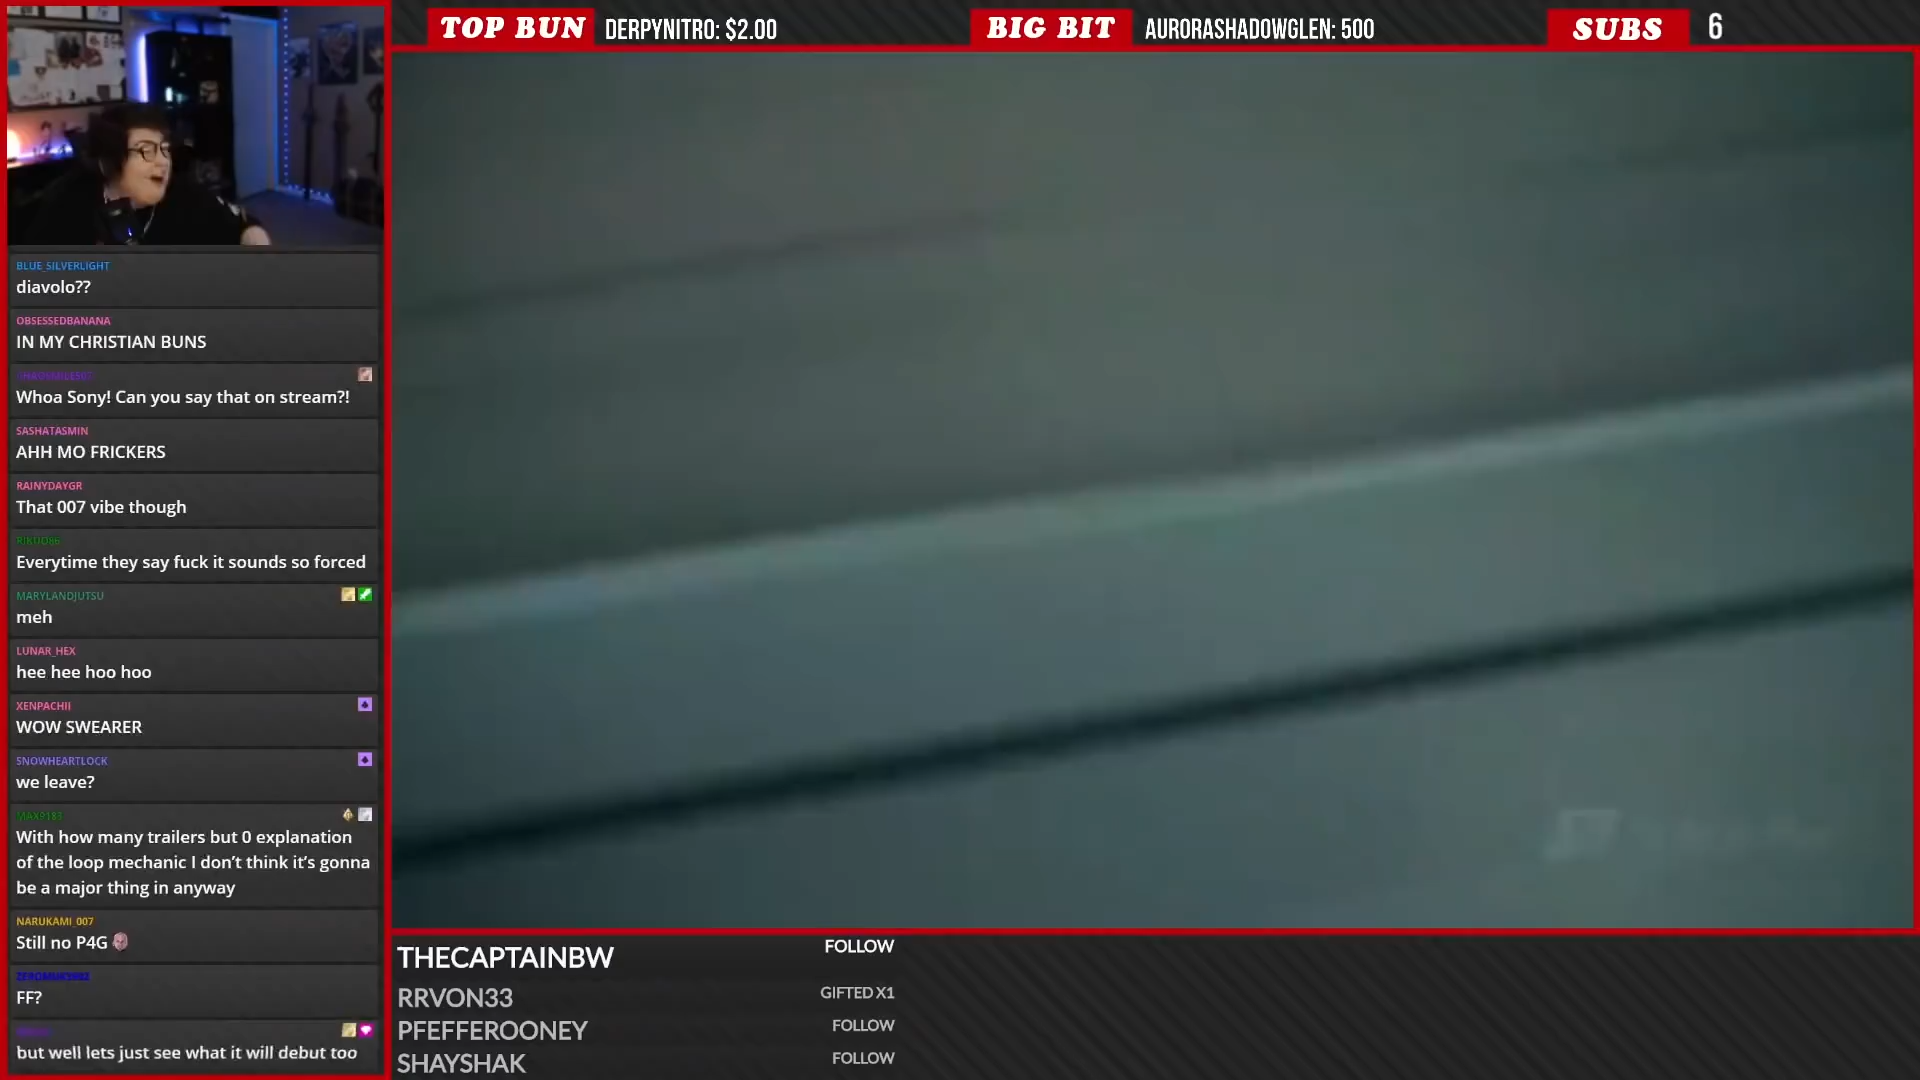 TOP BUN DERPYNITRO: $2.00 BIG BIT AURORASHADOWGLEN: 500 SUBS 6
BLUE_SILVERLIGHT
diavolo??
OBSESSEDBANANA
IN MY CHRISTIAN BUNS
Whoa Sony! Can you say that on stream?!
SASHATASMIN
AHH MO FRICKERS
RAINYDAYGR
That 007 vibe though
RIKUO86
Everytime they say fuck it sounds so forced
MARYLANDJUTSU
meh
LUNAR_HEX
hee hee hoo hoo
XENPACHII
WOW SWEARER
SNOWHEARTLOCK
we leave?
MAXP183
With how many trailers but 0 explanation
of the loop mechanic I don't think it's gonna
be a major thing in anyway
NARUKAMI_007
Still no P4G
FF?
but well lets just see what it will debut too
THECAPTAINBW FOLLOW
RRVON33 GIFTED X1
PFEFFEROONEY FOLLOW
SHAYSHAK FOLLOW